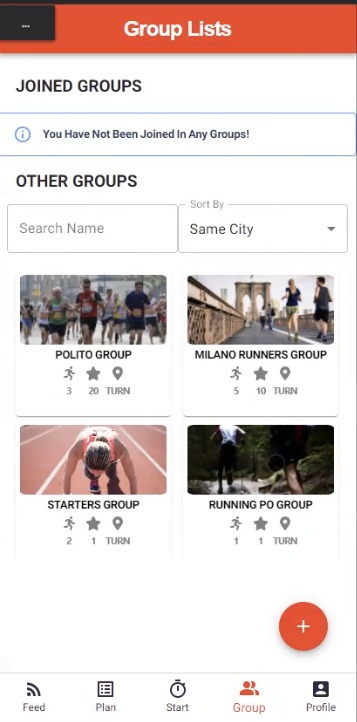 ...
Group Lists
JOINED GROUPS
You Have Not Been Joined In Any Groups!
OTHER GROUPS
Search Name
Sort By
Same City
POLITO GROUP
3 20 TURN
MILANO RUNNERS GROUP
5 10 TURN
STARTERS GROUP
2 1 TURN
RUNNING PO GROUP
1 1 TURN
+
Feed Plan Start Group Profile